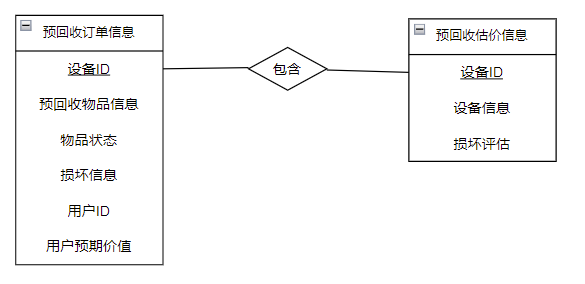 预回收订单信息
设备ID
预回收物品信息
物品状态
损坏信息
用户ID
用户预期价值
包含
预回收估价信息
设备ID
设备信息
损坏评估